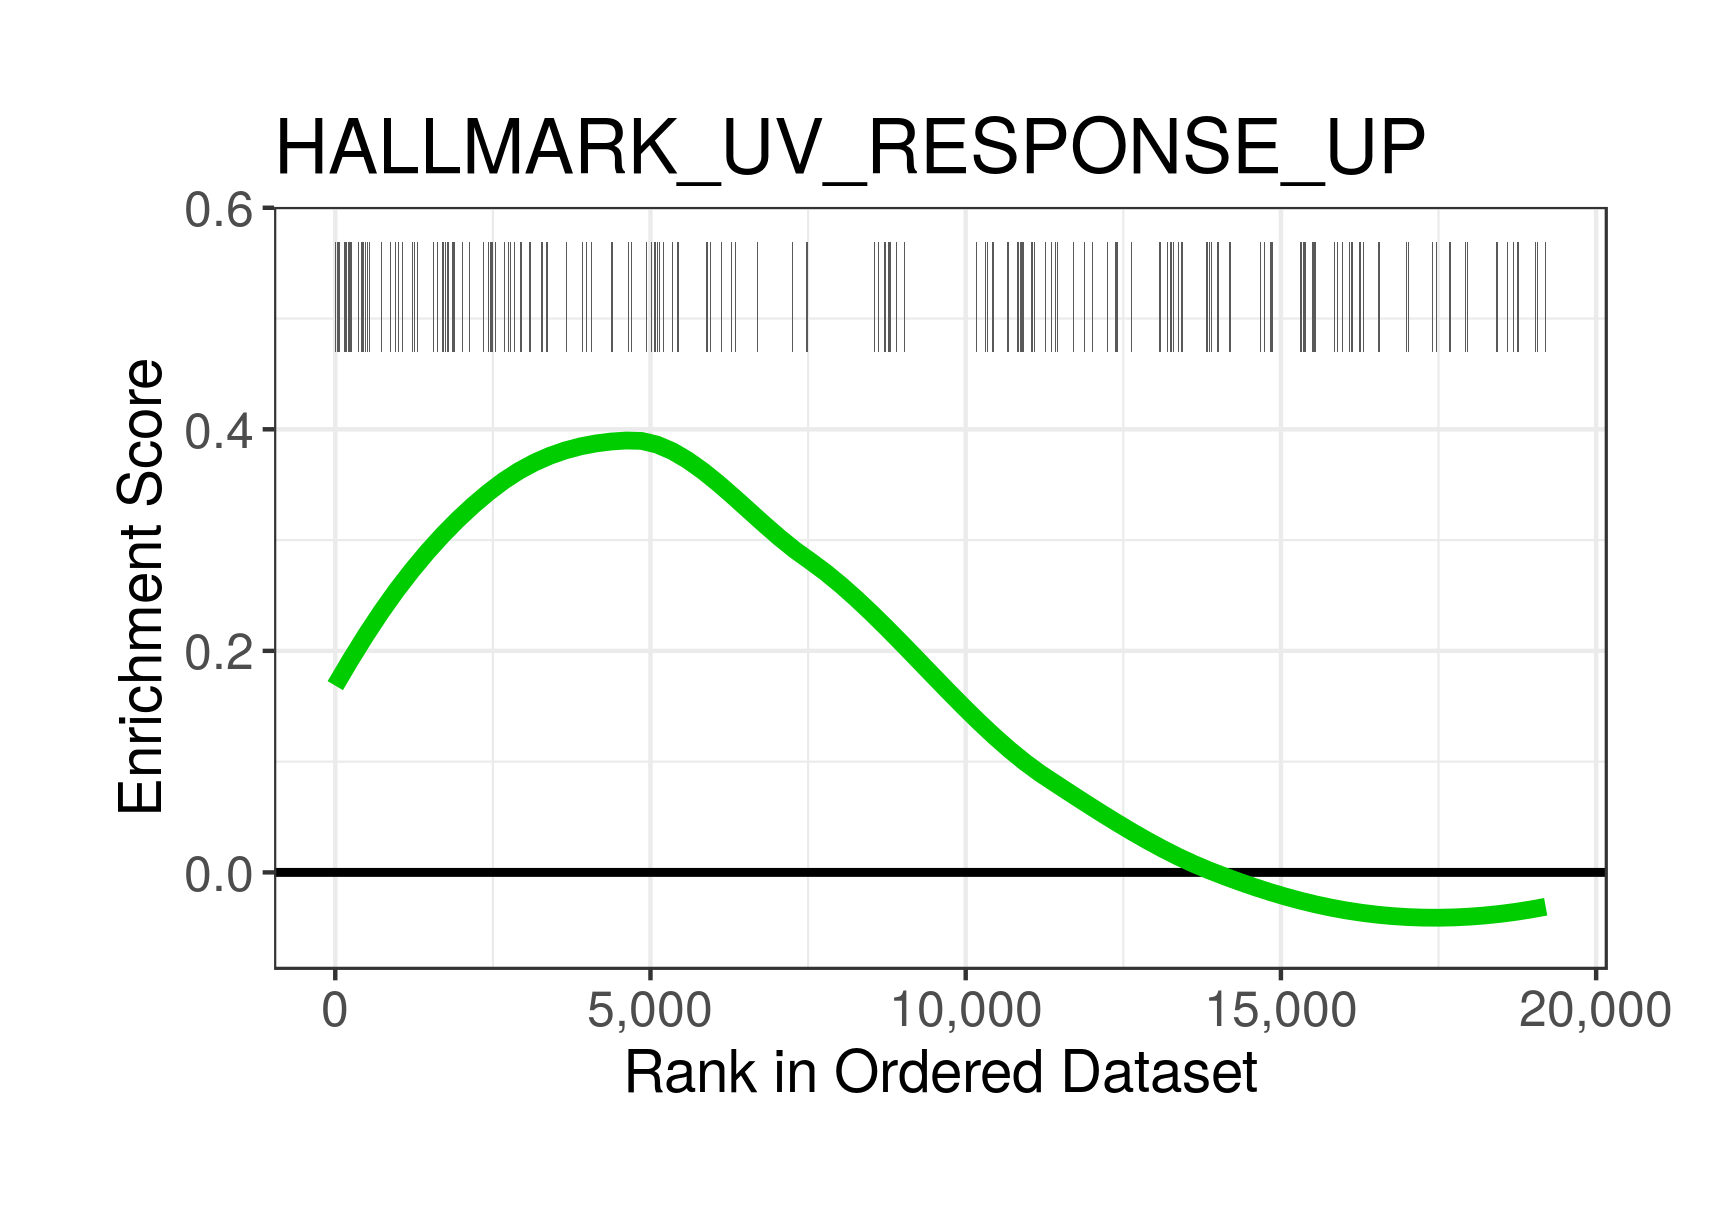 HALLMARK_UV_RESPONSE_UP
0.6
0.4
0.2
0.0
Enrichment Score
0 5,000 10,000 15,000 20,000
Rank in Ordered Dataset